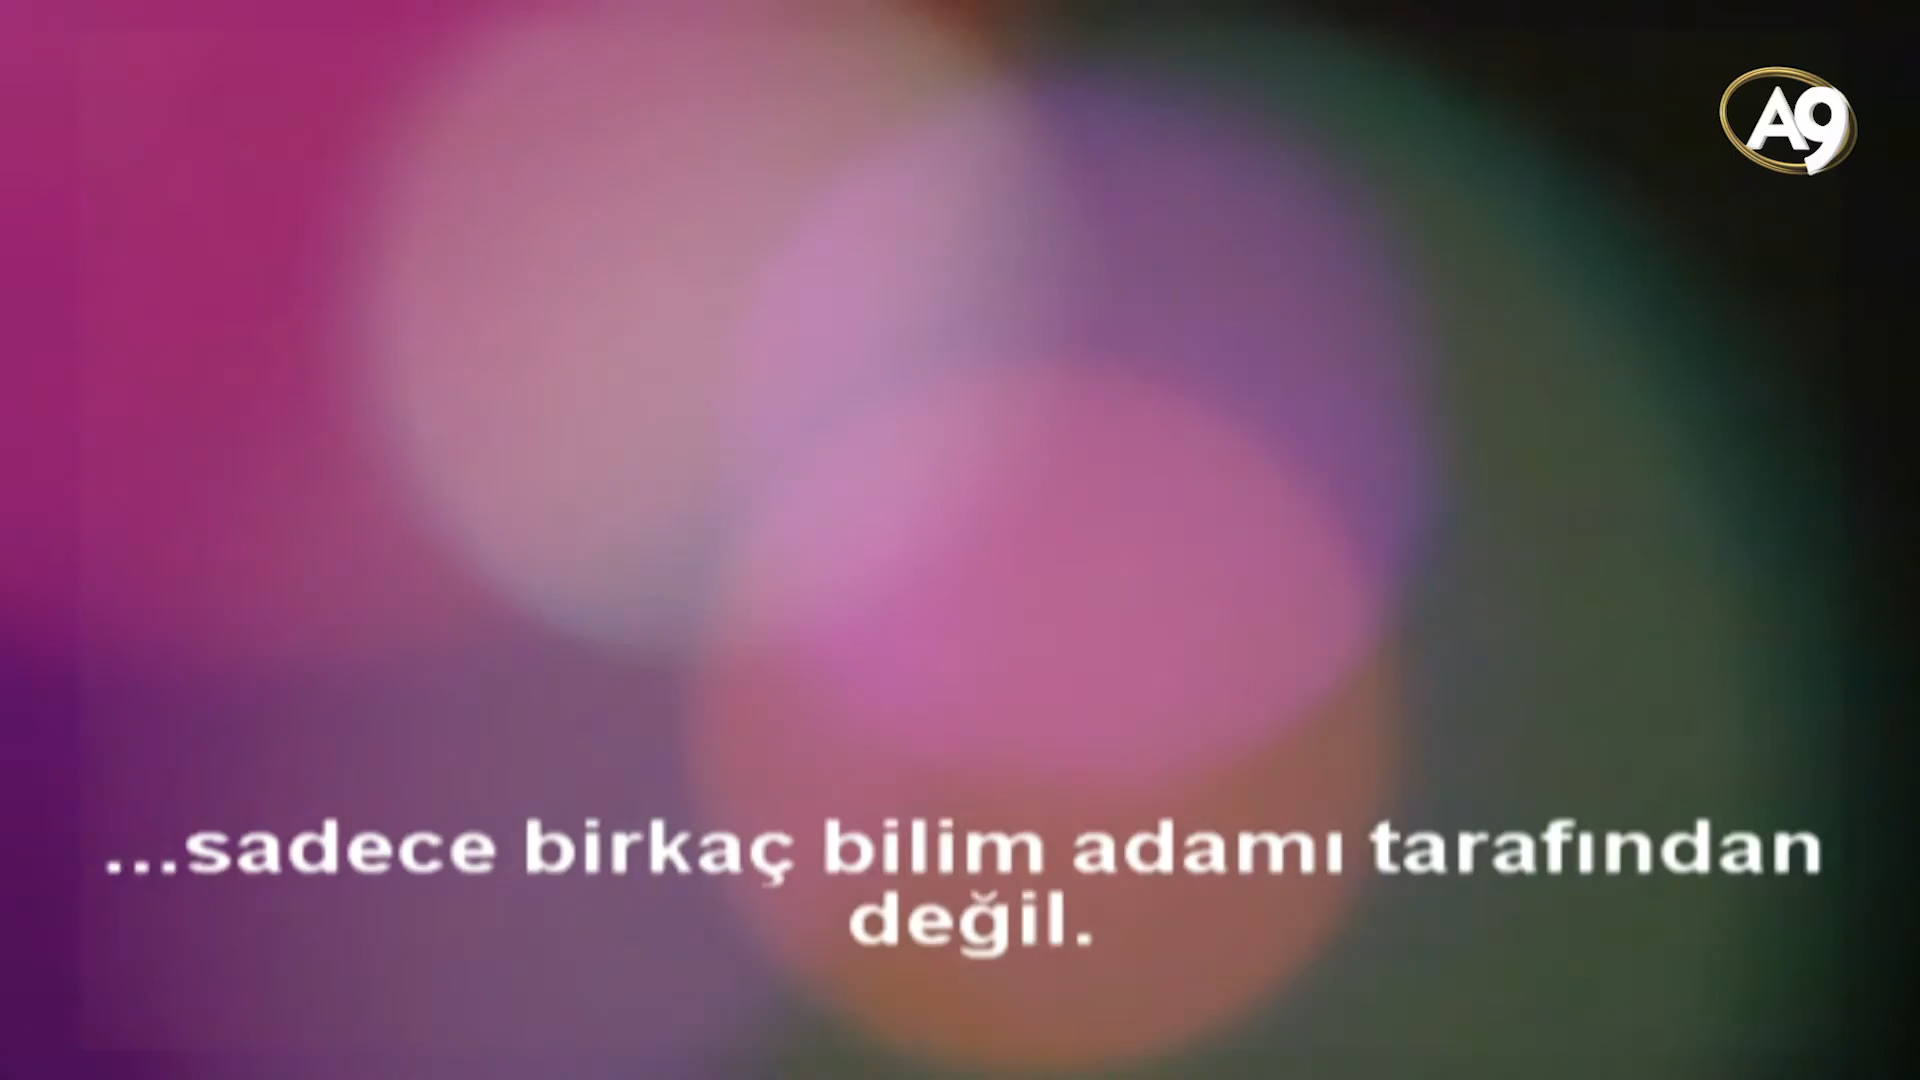 A9
...sadece birkaç bilim adamı tarafından
değil.